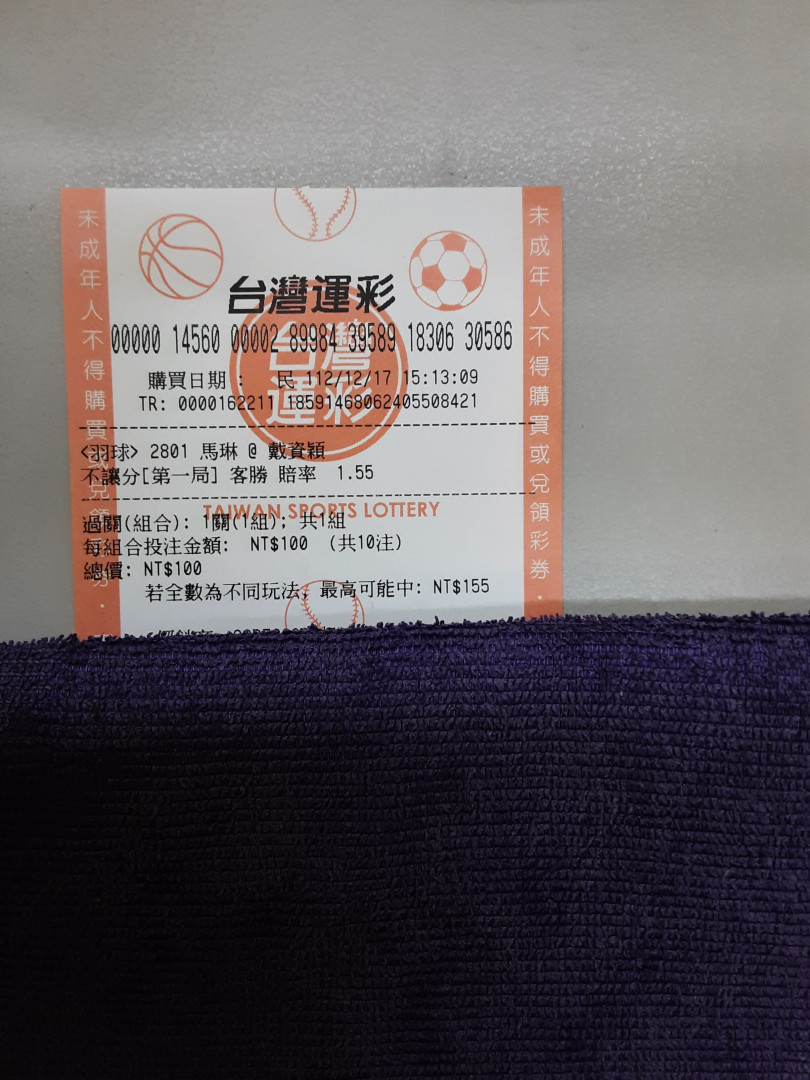 台灣運彩
00000 14560 00002 89984 39589 18306 30586
購買日期: 民 112/12/17 15:13:09
TR: 0000162211 18591468062405508421
<羽球> 2801 馬琳 @ 戴資穎
不讓分[第一局] 客勝 賠率 1.55
TAIWAN SPORTS LOTTERY
過關(組合): 1關(1組); 共1組
每組合投注金額: NT$100 (共10注)
總價: NT$100
若全數為不同玩法, 最高可能中: NT$155
未成年人不得購買或兌領彩券.
未成年人不得購買或兌領彩券.
台灣運彩